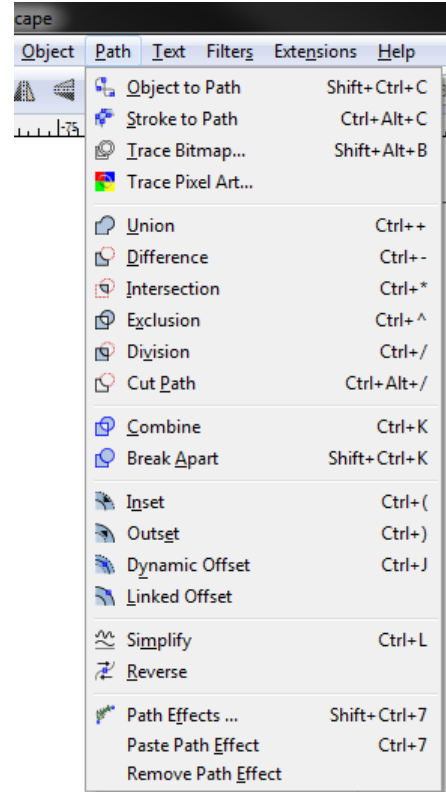 cape
Object Path Text Filters Extensions Help
-75
Object to Path Shift+Ctrl+C
Stroke to Path Ctrl+Alt+C
Trace Bitmap... Shift+Alt+B
Trace Pixel Art...
Union Ctrl++
Difference Ctrl+-
Intersection Ctrl+*
Exclusion Ctrl+^
Division Ctrl+/
Cut Path Ctrl+Alt+/
Combine Ctrl+K
Break Apart Shift+Ctrl+K
Inset Ctrl+(
Outset Ctrl+)
Dynamic Offset Ctrl+J
Linked Offset
Simplify Ctrl+L
Reverse
Path Effects ... Shift+Ctrl+7
Paste Path Effect Ctrl+7
Remove Path Effect